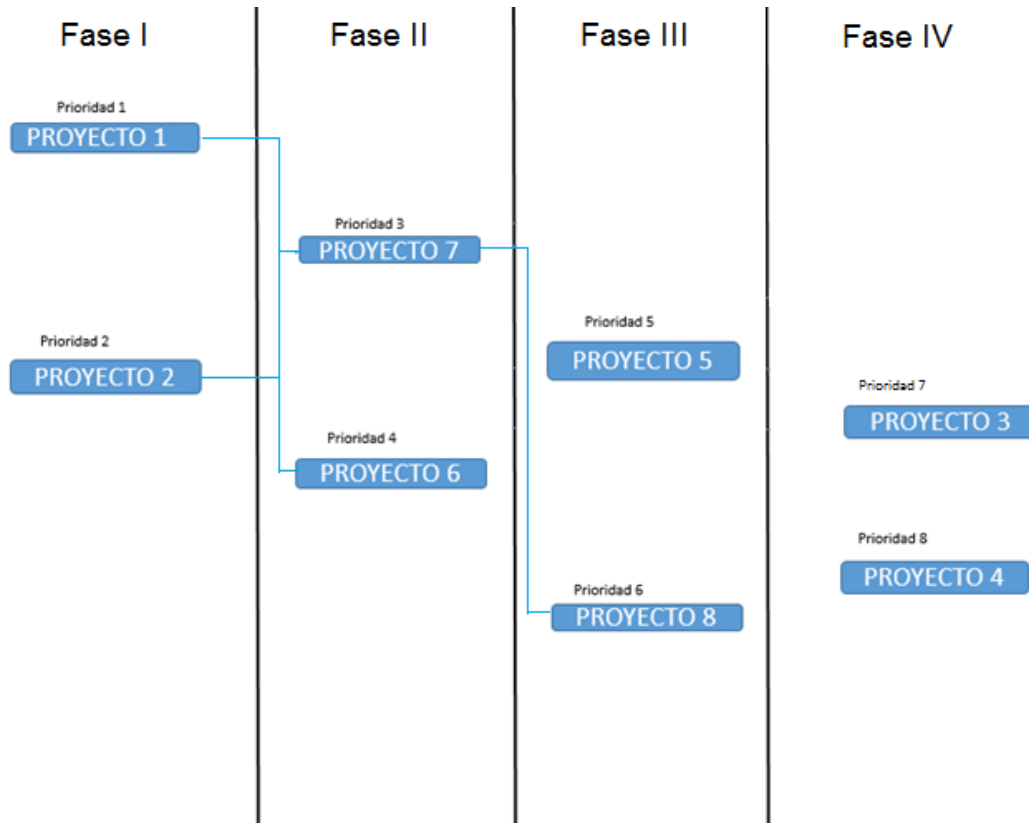 Fase I
Fase II
Fase III
Fase IV
Prioridad 1
PROYECTO 1
Prioridad 2
PROYECTO 2
Prioridad 3
PROYECTO 7
Prioridad 4
PROYECTO 6
Prioridad 5
PROYECTO 5
Prioridad 6
PROYECTO 8
Prioridad 7
PROYECTO 3
Prioridad 8
PROYECTO 4